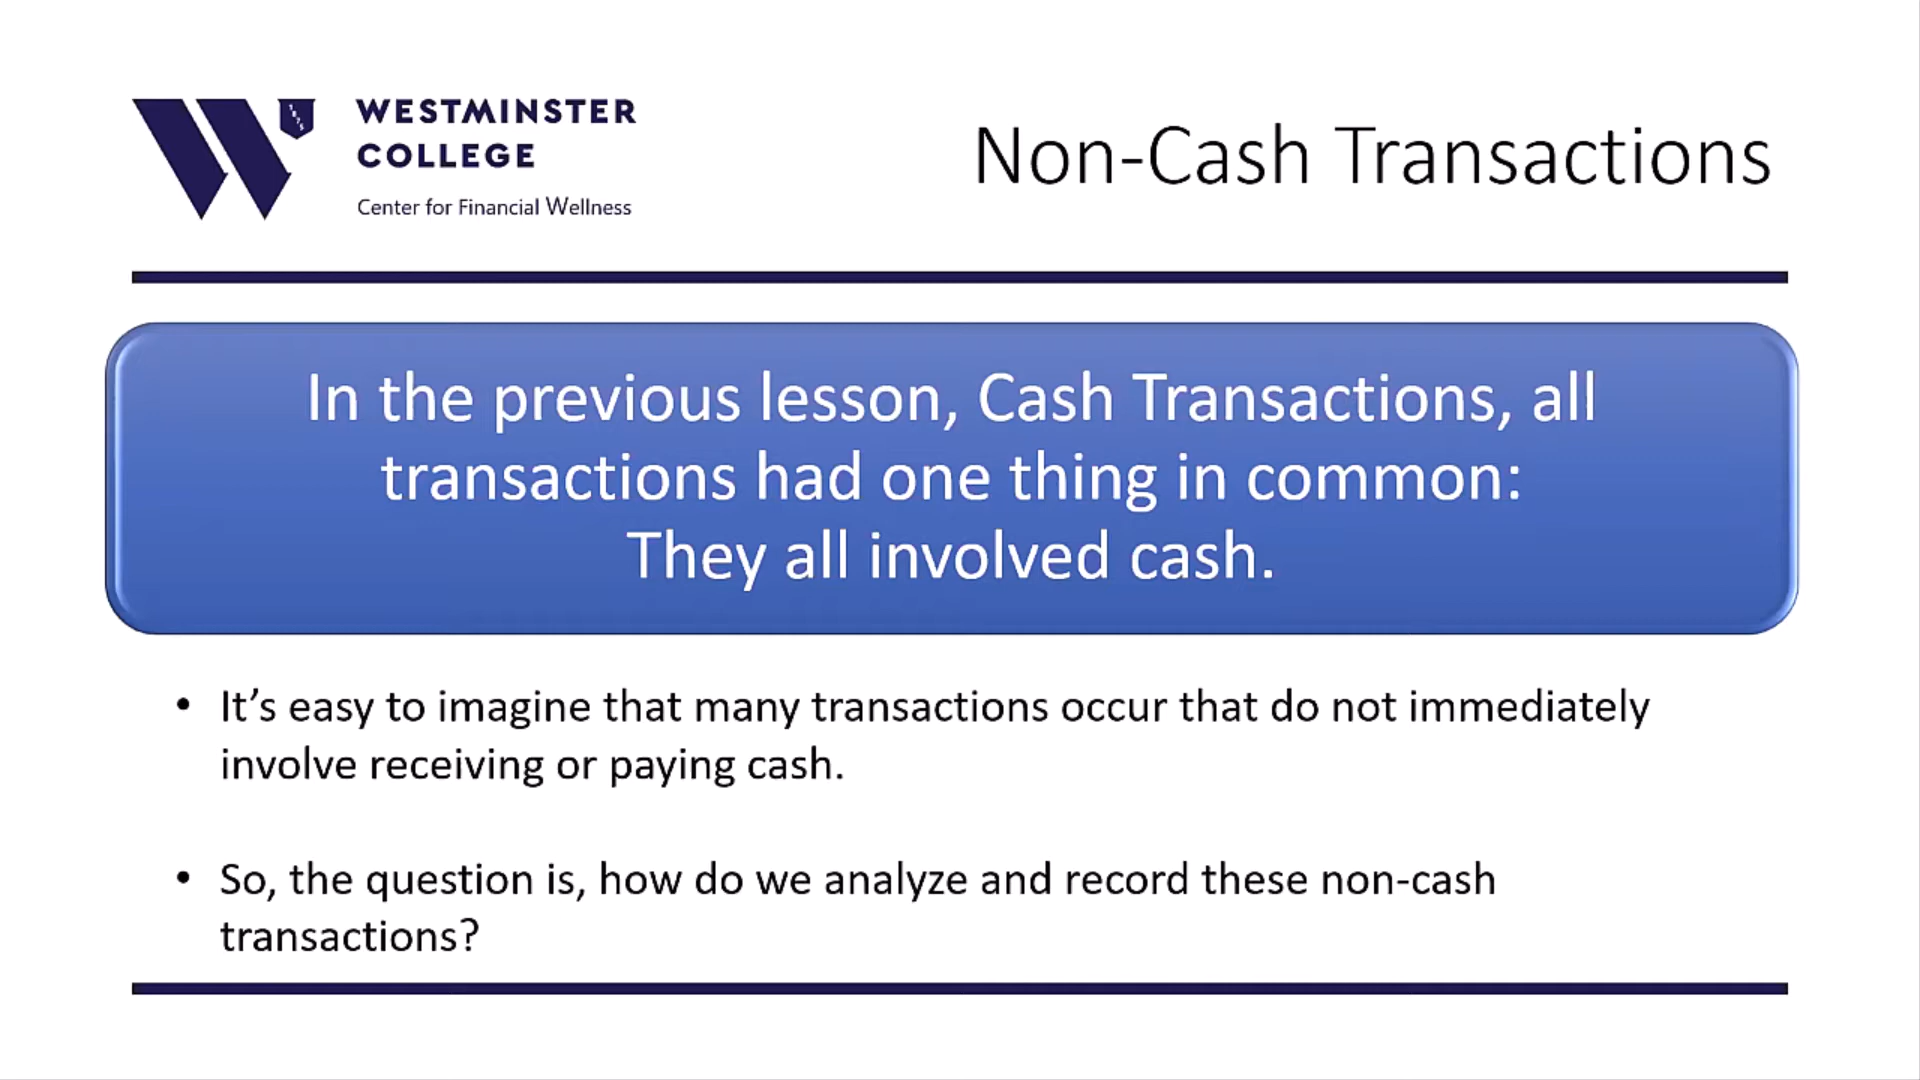 WESTMINSTER
COLLEGE
Center for Financial Wellness
1875
Non-Cash Transactions
In the previous lesson, Cash Transactions, all
transactions had one thing in common:
They all involved cash.
• It’s easy to imagine that many transactions occur that do not immediately
involve receiving or paying cash.
• So, the question is, how do we analyze and record these non-cash
transactions?